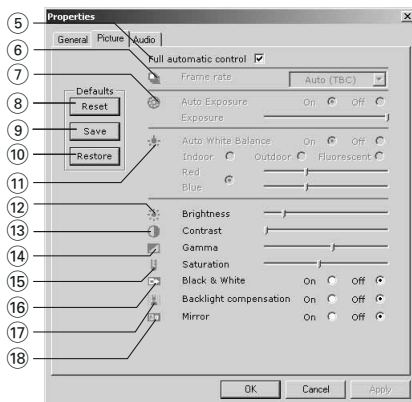 Properties
General Picture Audio
Full automatic control
5
6
7
8
9
10
11
12
13
14
15
16
17
18
Defaults
Reset
Save
Restore
Frame rate Auto (TBC)
Auto Exposure On Off
Exposure
Auto White Balance On Off
Indoor Outdoor Fluorescent
Red
Blue
Brightness
Contrast
Gamma
Saturation
Black & White On Off
Backlight compensation On Off
Mirror On Off
OK Cancel Apply